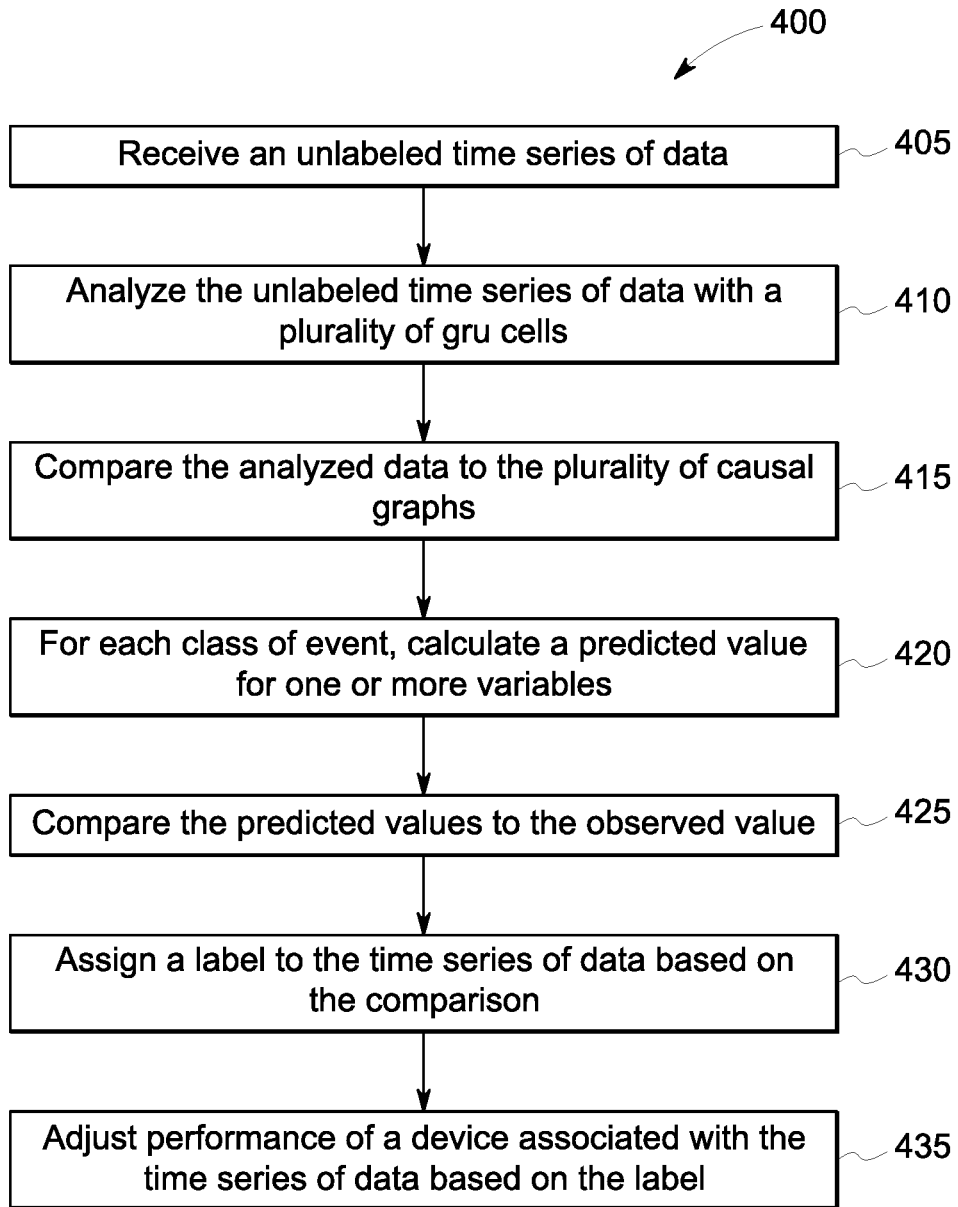 400
Receive an unlabeled time series of data
405
Analyze the unlabeled time series of data with a
plurality of gru cells
410
Compare the analyzed data to the plurality of causal
graphs
415
For each class of event, calculate a predicted value
for one or more variables
420
Compare the predicted values to the observed value
425
Assign a label to the time series of data based on
the comparison
430
Adjust performance of a device associated with the
time series of data based on the label
435